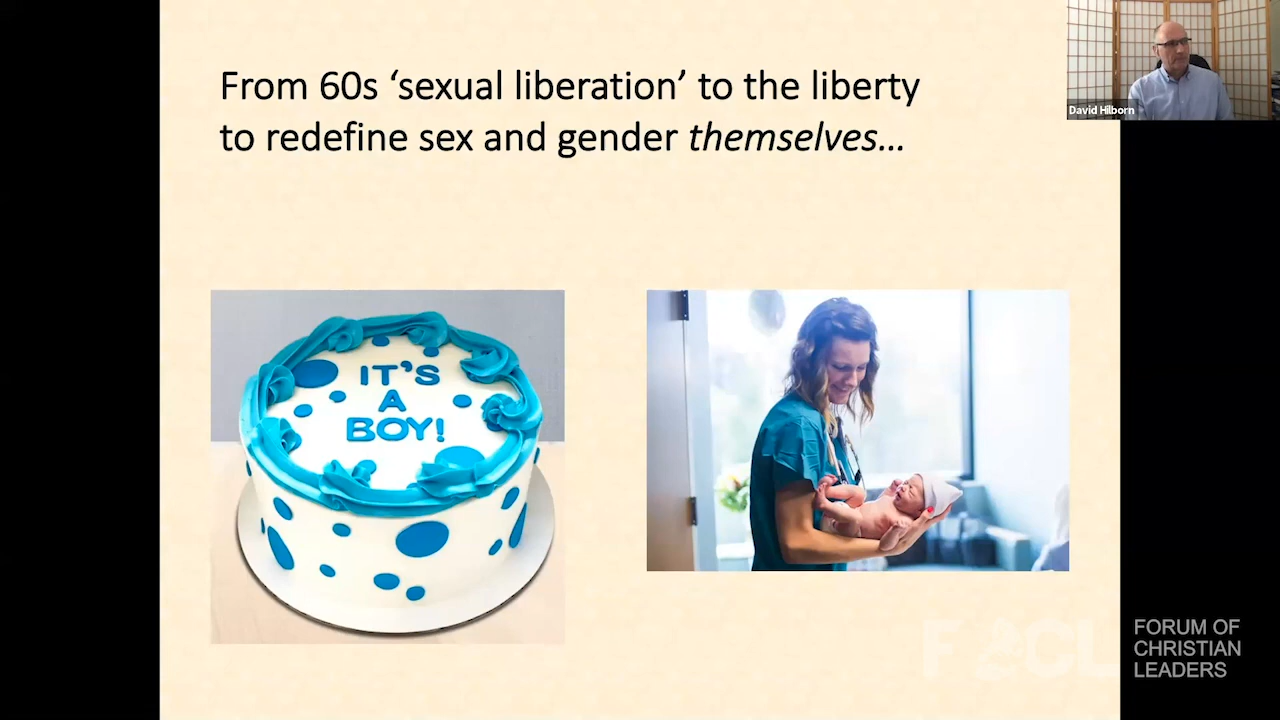 From 60s ‘sexual liberation’ to the liberty
to redefine sex and gender themselves…
David Hilborn
IT'S
A
BOY!
FORUM OF
CHRISTIAN
LEADERS